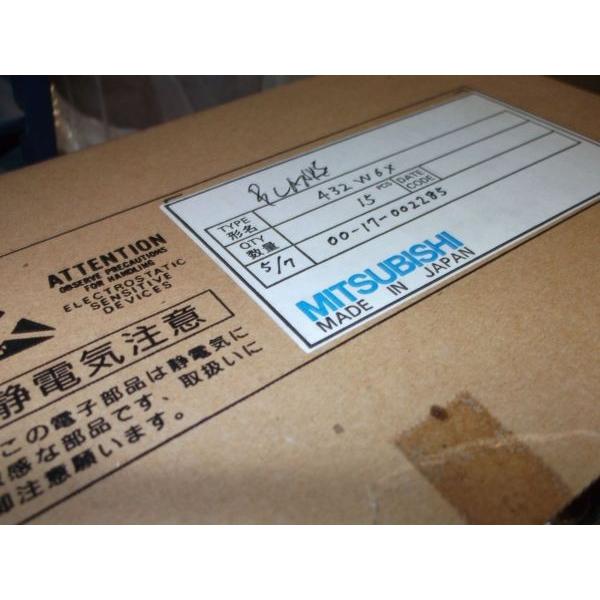 BLANKS
TYPE 形名 432W6X
QTY 数量 15 PCS DATE CODE
5/7 00-17-002285
MITSUBISHI
MADE IN JAPAN
ATTENTION
OBSERVE PRECAUTIONS
FOR HANDLING
ELECTROSTATIC
SENSITIVE
DEVICES
静電気注意
この電子部品は静電気に
敏感な部品です、取扱いに
御注意願います。